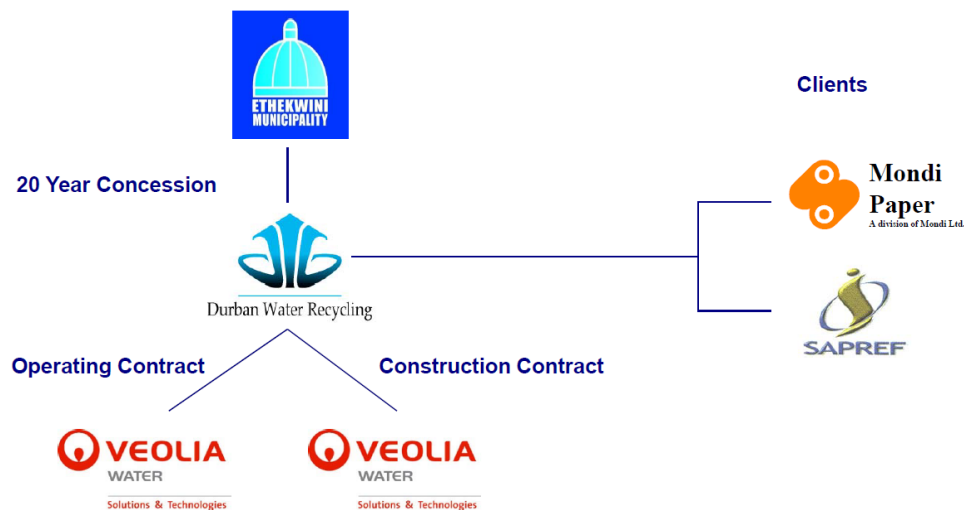 ETHEKWINI
MUNICIPALITY
Clients
20 Year Concession
Mondi
Paper
A division of Mondi Ltd.
Durban Water Recycling
SAPREF
Operating Contract
Construction Contract
VEOLIA
WATER
Solutions & Technologies
VEOLIA
WATER
Solutions & Technologies